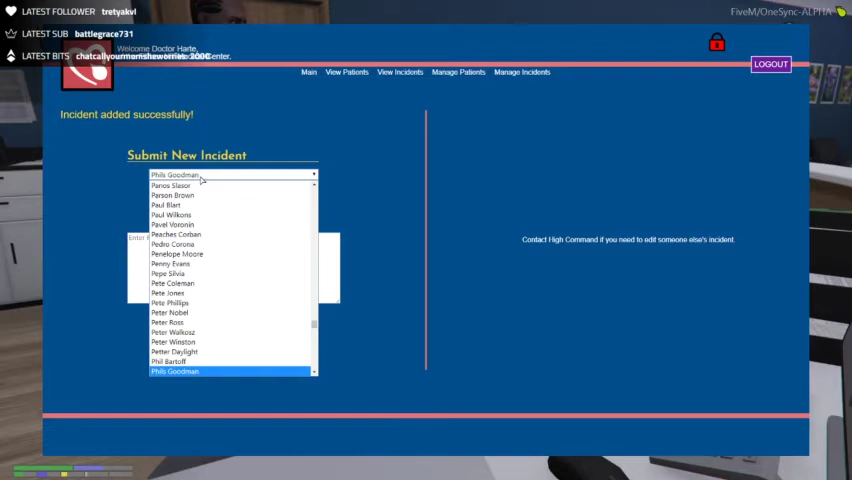 LATEST FOLLOWER tretyakvl
FiveM/OneSync-ALPHA
LATEST SUB battlegrace731
Welcome Doctor Harte,
LATEST BITS
Center.
LOGOUT
Main View Patients View Incidents Manage Patients Manage Incidents
Incident added successfully!
Submit New Incident
Phils Goodman
Panos Slasor
Parson Brown
Paul Blart
Paul Wilkons
Pavel Voronin
Peaches Corban
Pedro Corona
Penelope Moore
Penny Evans
Pepe Silvia
Pete Coleman
Pete Jones
Pete Phillips
Peter Nobel
Peter Ross
Peter Walkosz
Peter Winston
Petter Daylight
Phil Bartoff
Phils Goodman
Enter
Contact High Command if you need to edit someone else's incident.